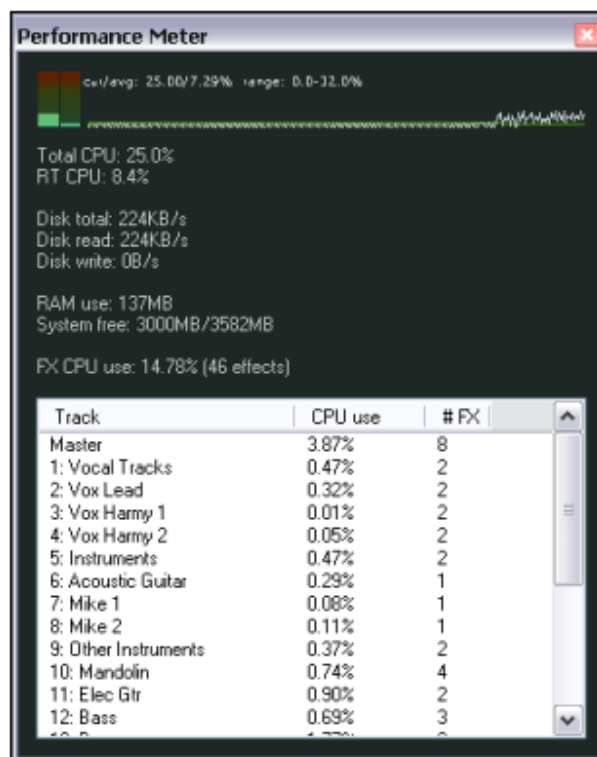 Performance Meter
cur/avg: 25.00/7.29% range: 0.0-32.0%
Total CPU: 25.0%
RT CPU: 8.4%
Disk total: 224KB/s
Disk read: 224KB/s
Disk write: 0B/s
RAM use: 137MB
System free: 3000MB/3582MB
FX CPU use: 14.78% (46 effects)
Track CPU use # FX
Master 3.87% 8
1: Vocal Tracks 0.47% 2
2: Vox Lead 0.32% 2
3: Vox Harmy 1 0.01% 2
4: Vox Harmy 2 0.05% 2
5: Instruments 0.47% 2
6: Acoustic Guitar 0.29% 1
7: Mike 1 0.08% 1
8: Mike 2 0.11% 1
9: Other Instruments 0.37% 2
10: Mandolin 0.74% 4
11: Elec Gtr 0.90% 2
12: Bass 0.69% 3